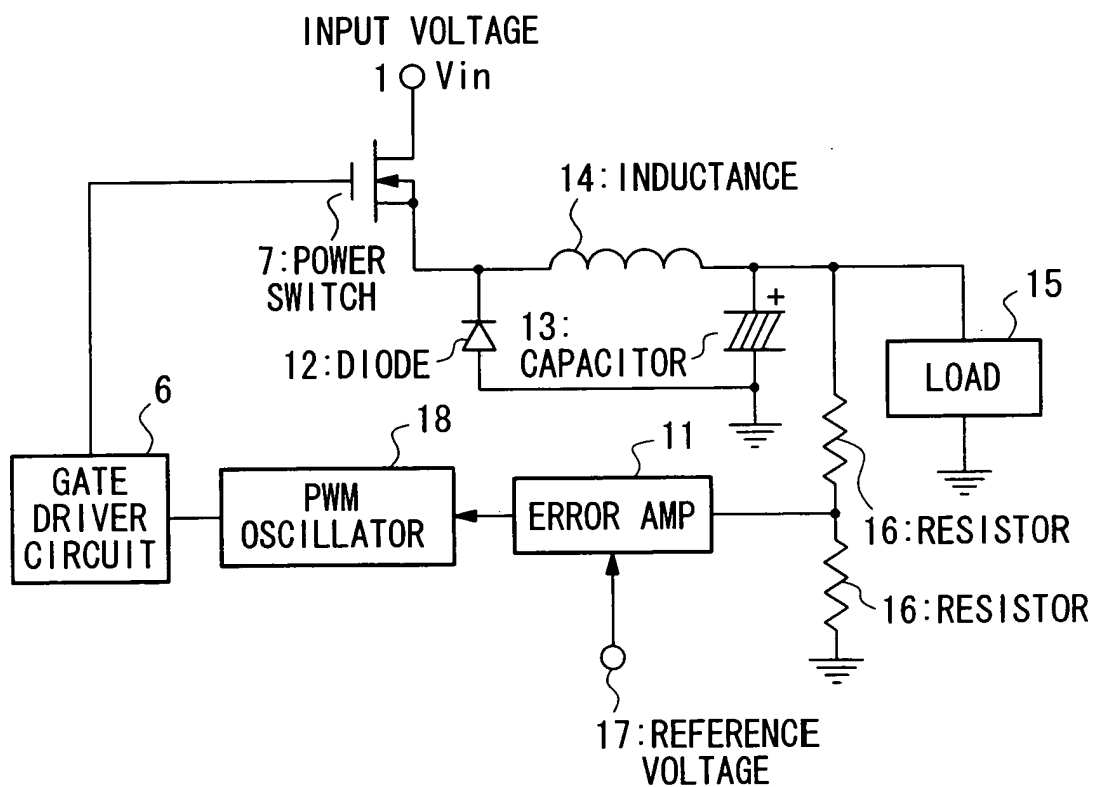 INPUT VOLTAGE
1 Vin
14:INDUCTANCE
7:POWER
SWITCH
15
13:
CAPACITOR
+
12:DIODE
LOAD
6
18
11
GATE
DRIVER
CIRCUIT
PWM
OSCILLATOR
ERROR AMP
16:RESISTOR
16:RESISTOR
17:REFERENCE
VOLTAGE